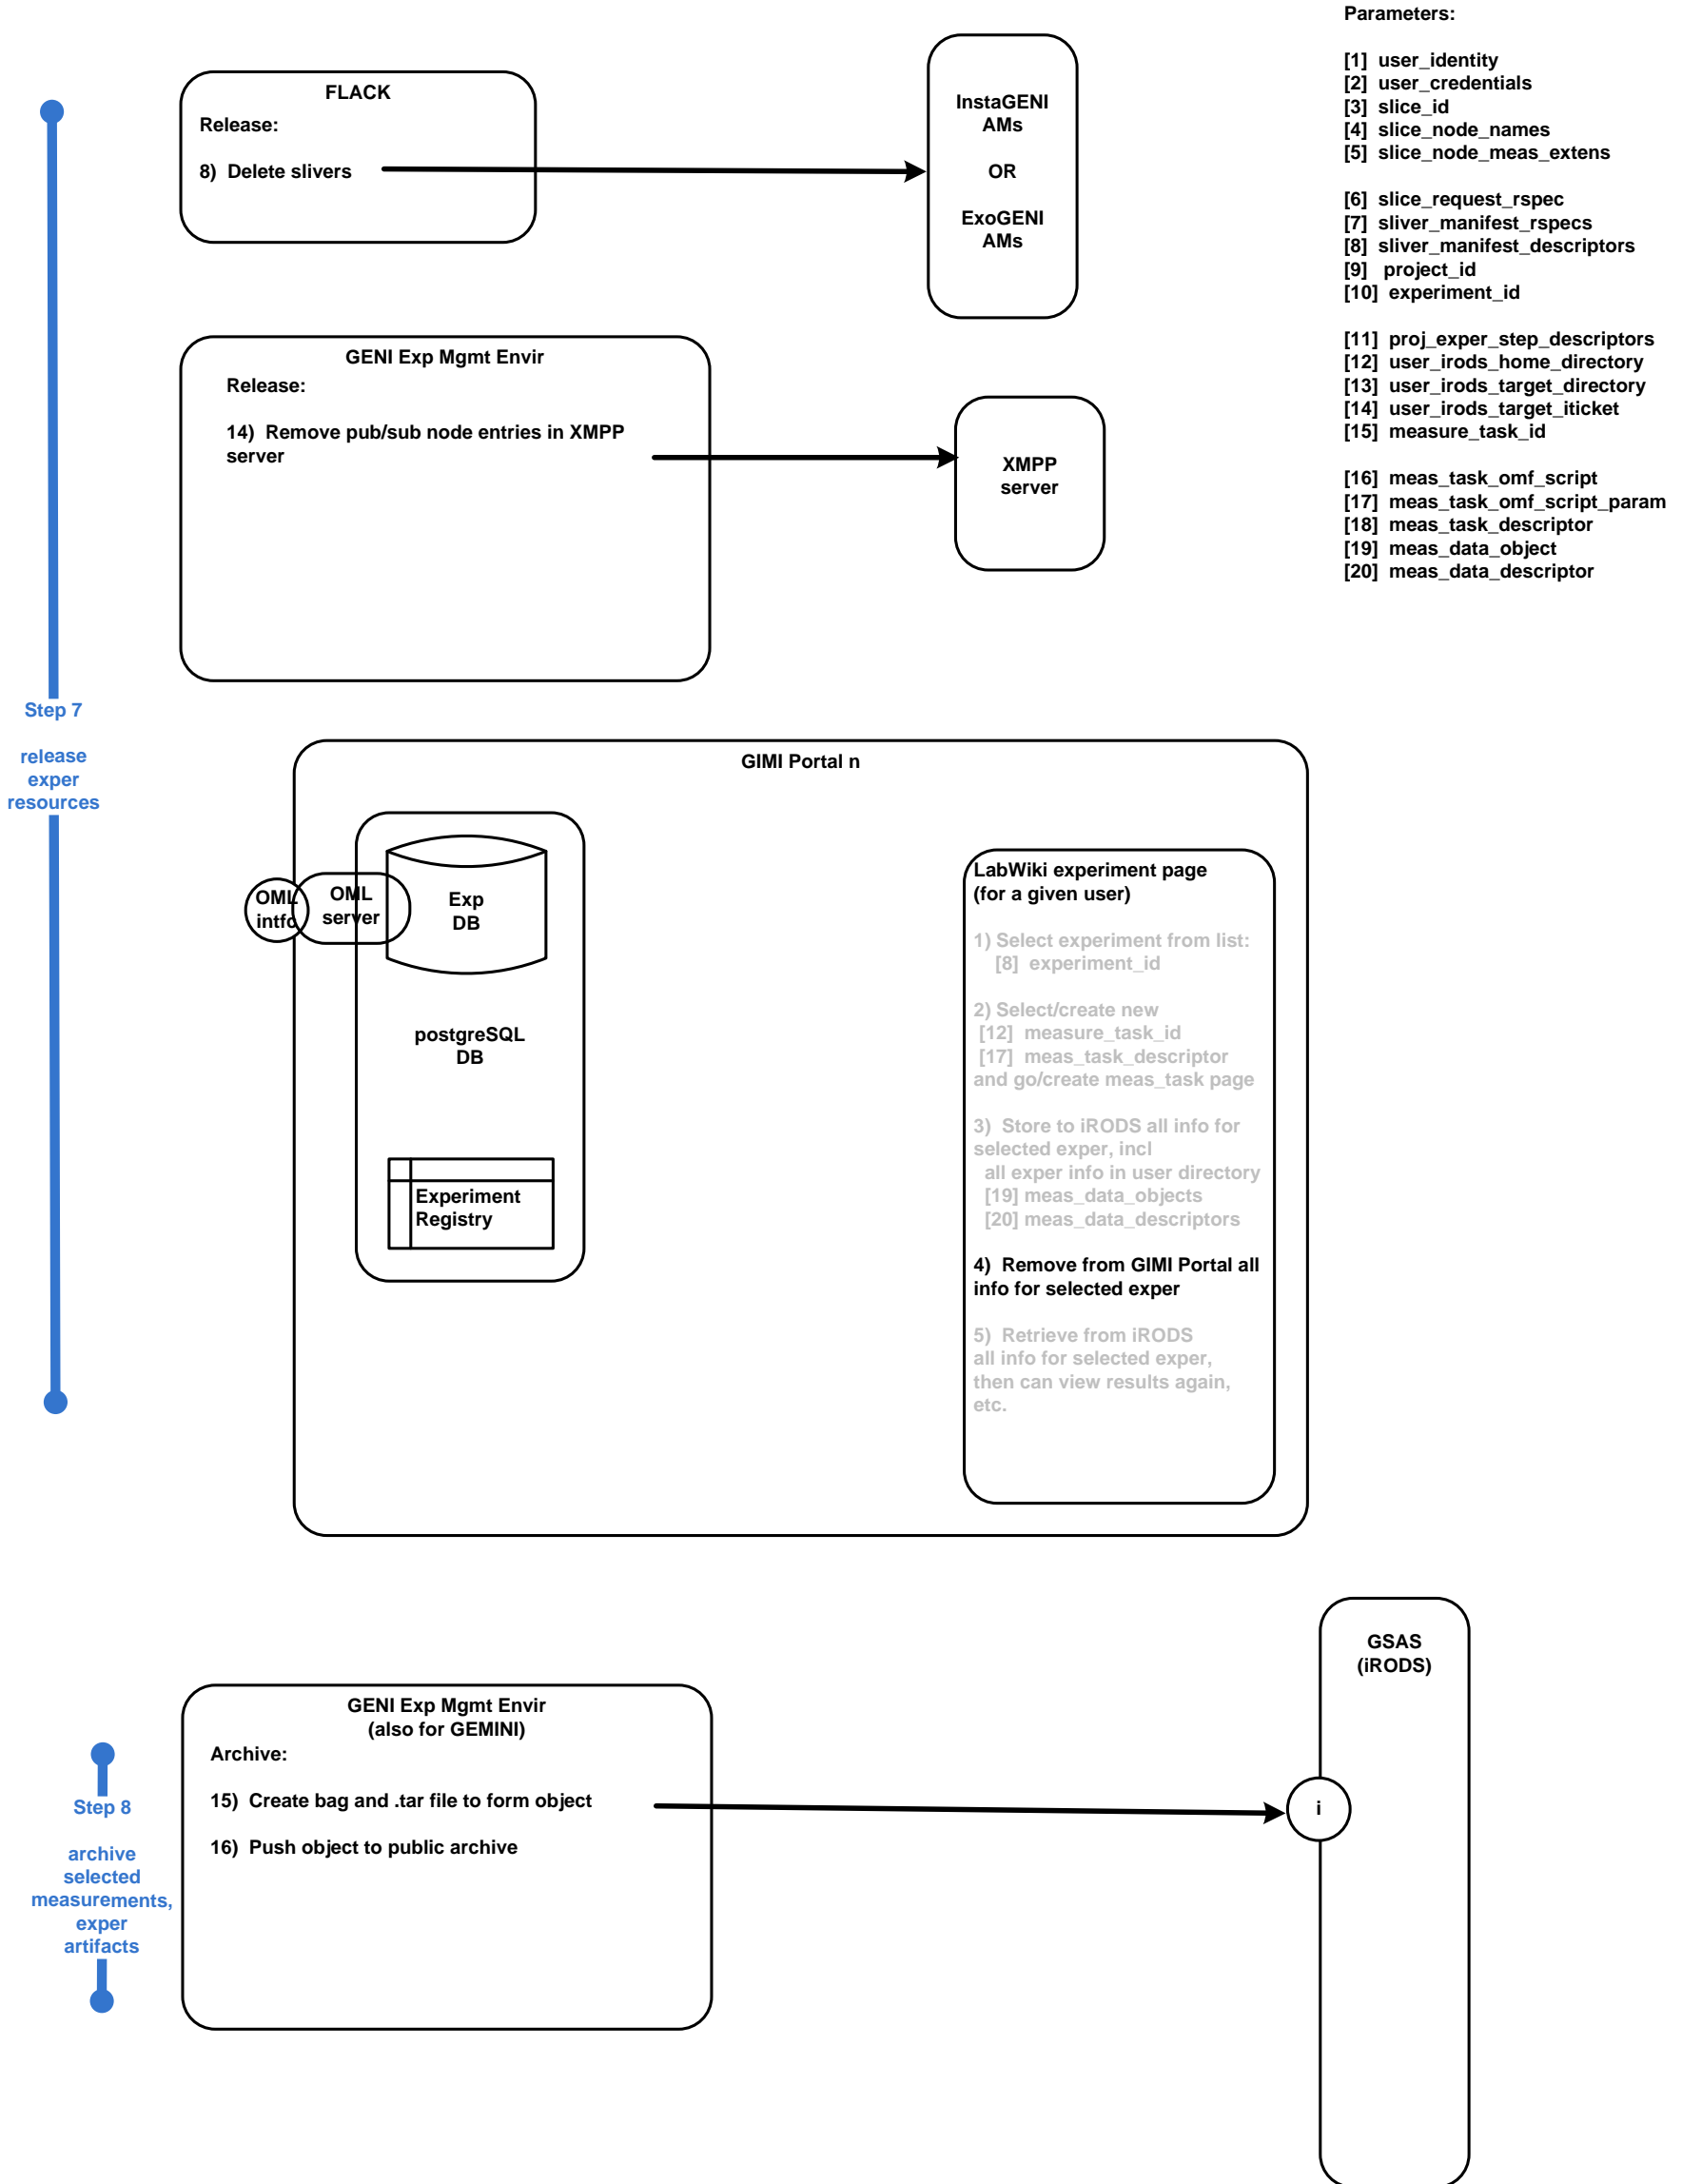 Parameters:
[1] user_identity
[2] user_credentials
[3] slice_id
[4] slice_node_names
[5] slice_node_meas_extens
[6] slice_request_rspec
[7] sliver_manifest_rspecs
[8] sliver_manifest_descriptors
[9] project_id
[10] experiment_id
[11] proj_exper_step_descriptors
[12] user_irods_home_directory
[13] user_irods_target_directory
[14] user_irods_target_iticket
[15] measure_task_id
[16] meas_task_omf_script
[17] meas_task_omf_script_param
[18] meas_task_descriptor
[19] meas_data_object
[20] meas_data_descriptor
FLACK
Release:
8) Delete slivers
InstaGENI
AMs
OR
ExoGENI
AMs
GENI Exp Mgmt Envir
Release:
14) Remove pub/sub node entries in XMPP
server
XMPP
server
Step 7
release
exper
resources
GIMI Portal n
OML
intfc
OML
server
Exp
DB
postgreSQL
DB
Experiment
Registry
LabWiki experiment page
(for a given user)
1) Select experiment from list:
[8] experiment_id
2) Select/create new
[12] measure_task_id
[17] meas_task_descriptor
and go/create meas_task page
3) Store to iRODS all info for
selected exper, incl
all exper info in user directory
[19] meas_data_objects
[20] meas_data_descriptors
4) Remove from GIMI Portal all
info for selected exper
5) Retrieve from iRODS
all info for selected exper,
then can view results again,
etc.
GSAS
(iRODS)
i
GENI Exp Mgmt Envir
(also for GEMINI)
Archive:
15) Create bag and .tar file to form object
16) Push object to public archive
Step 8
archive
selected
measurements,
exper
artifacts